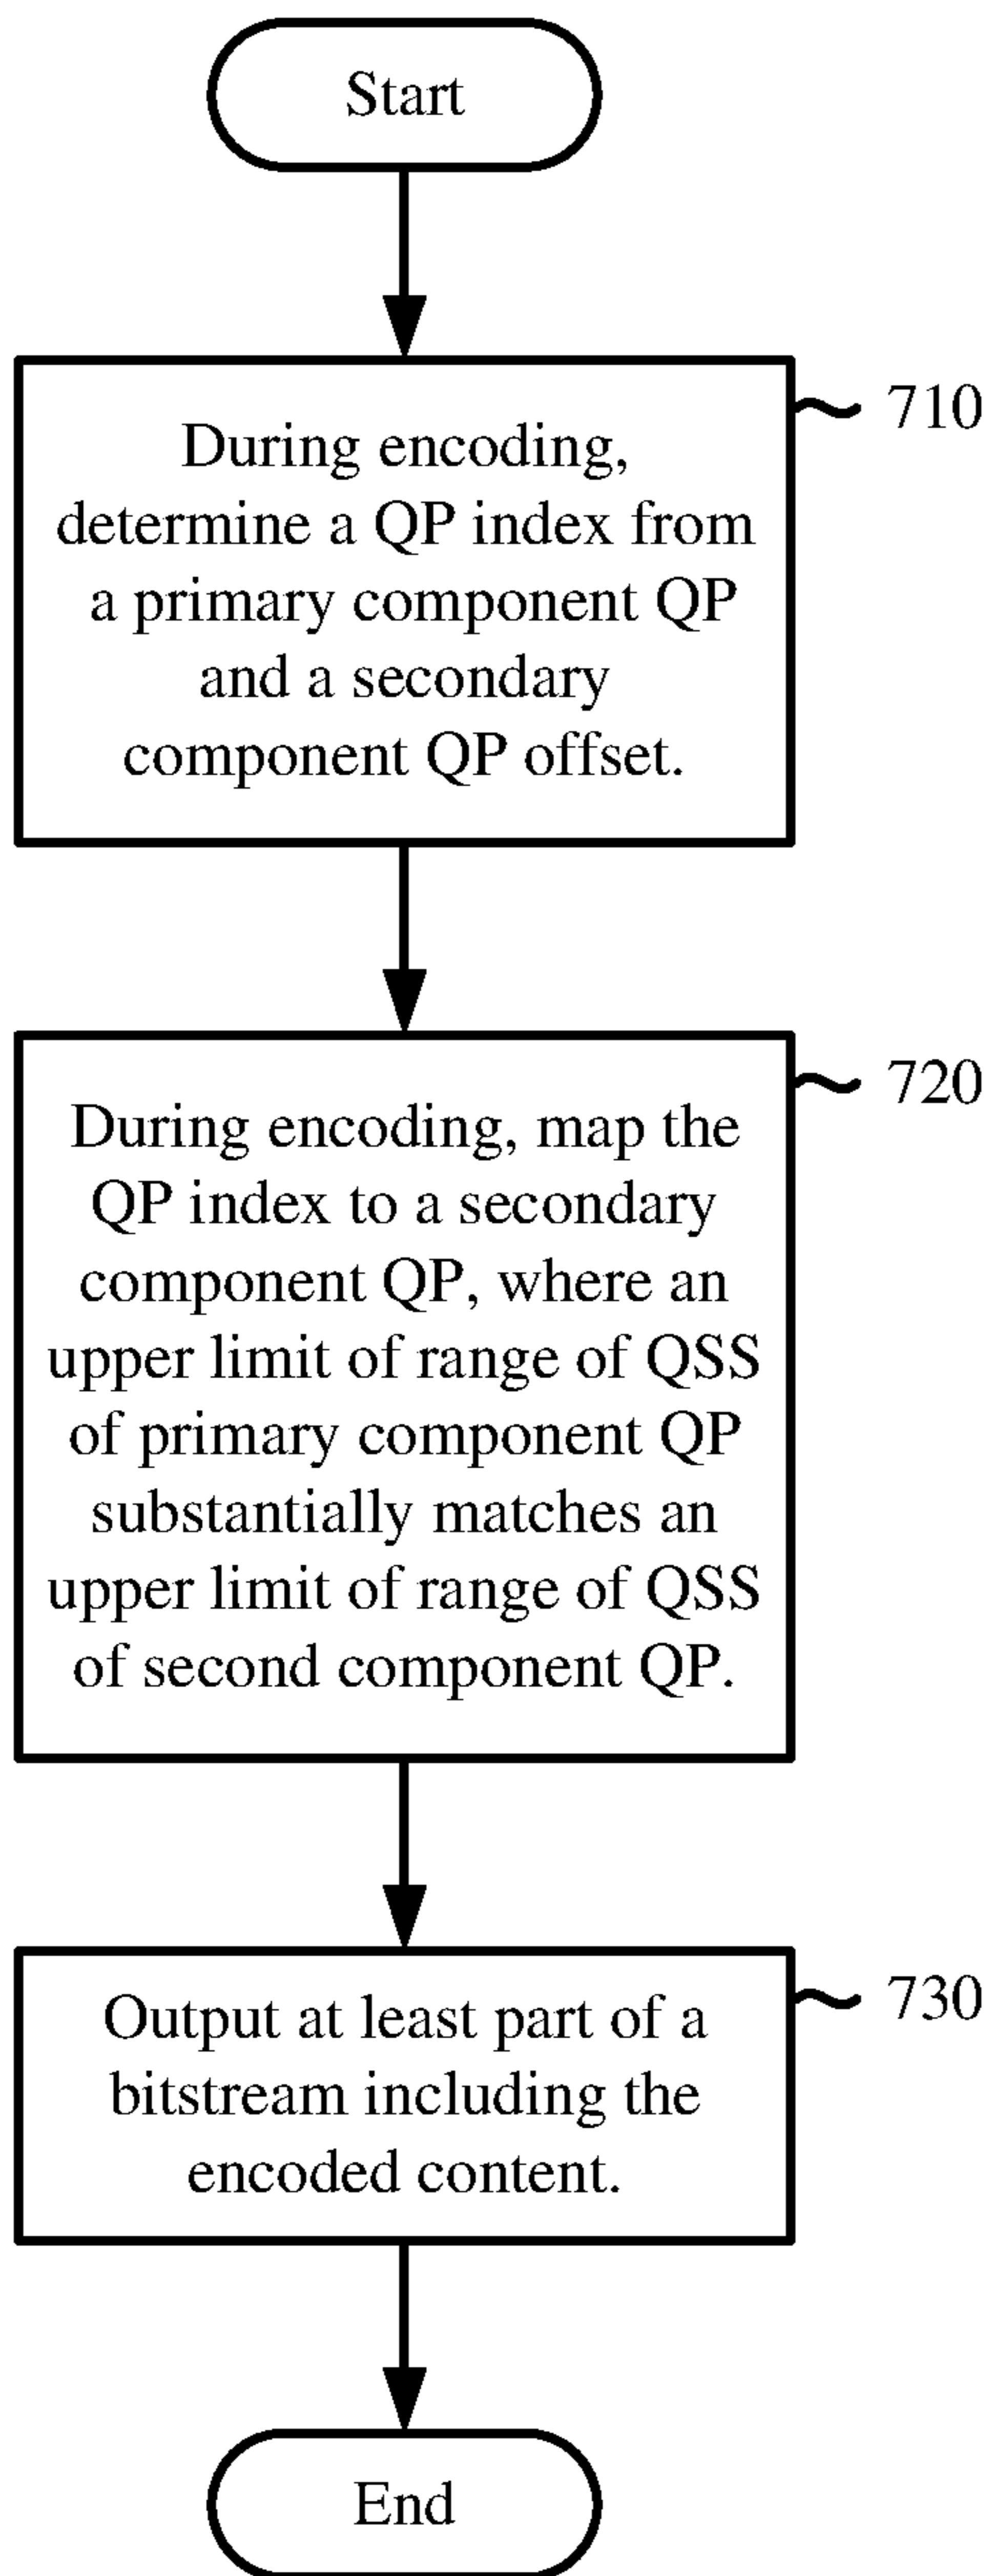 Start
710
During encoding,
determine a QP index from
a primary component QP
and a secondary
component QP offset.
720
During encoding, map the
QP index to a secondary
component QP, where an
upper limit of range of QSS
of primary component QP
substantially matches an
upper limit of range of QSS
of second component QP.
730
Output at least part of a
bitstream including the
encoded content.
End